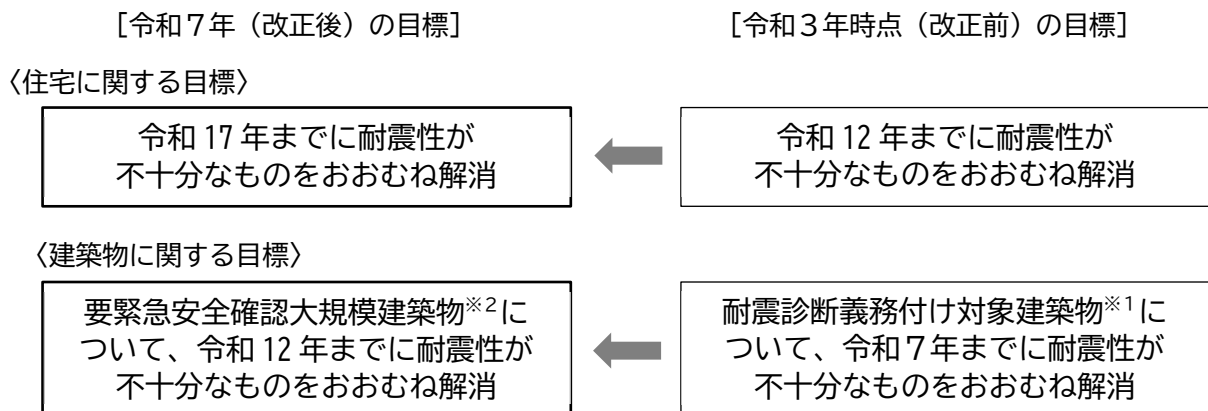 ［令和７年（改正後）の目標］
［令和３年時点（改正前）の目標］
〈住宅に関する目標〉
令和 17 年までに耐震性が
不十分なものをおおむね解消
令和 12 年までに耐震性が
不十分なものをおおむね解消
〈建築物に関する目標〉
要緊急安全確認大規模建築物※2に
ついて、令和 12 年までに耐震性が
不十分なものをおおむね解消
耐震診断義務付け対象建築物※1に
ついて、令和７年までに耐震性が
不十分なものをおおむね解消